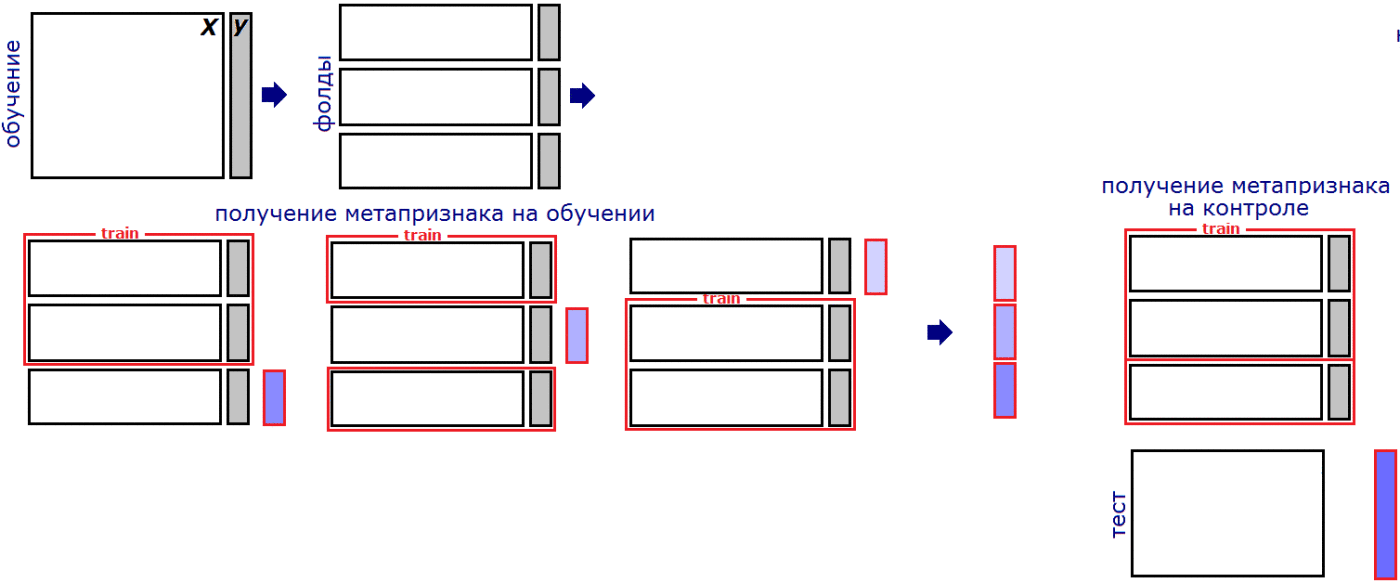 обучение
X y
фолды
получение метапризнака на обучении
train
train
train
получение метапризнака
на контроле
train
тест